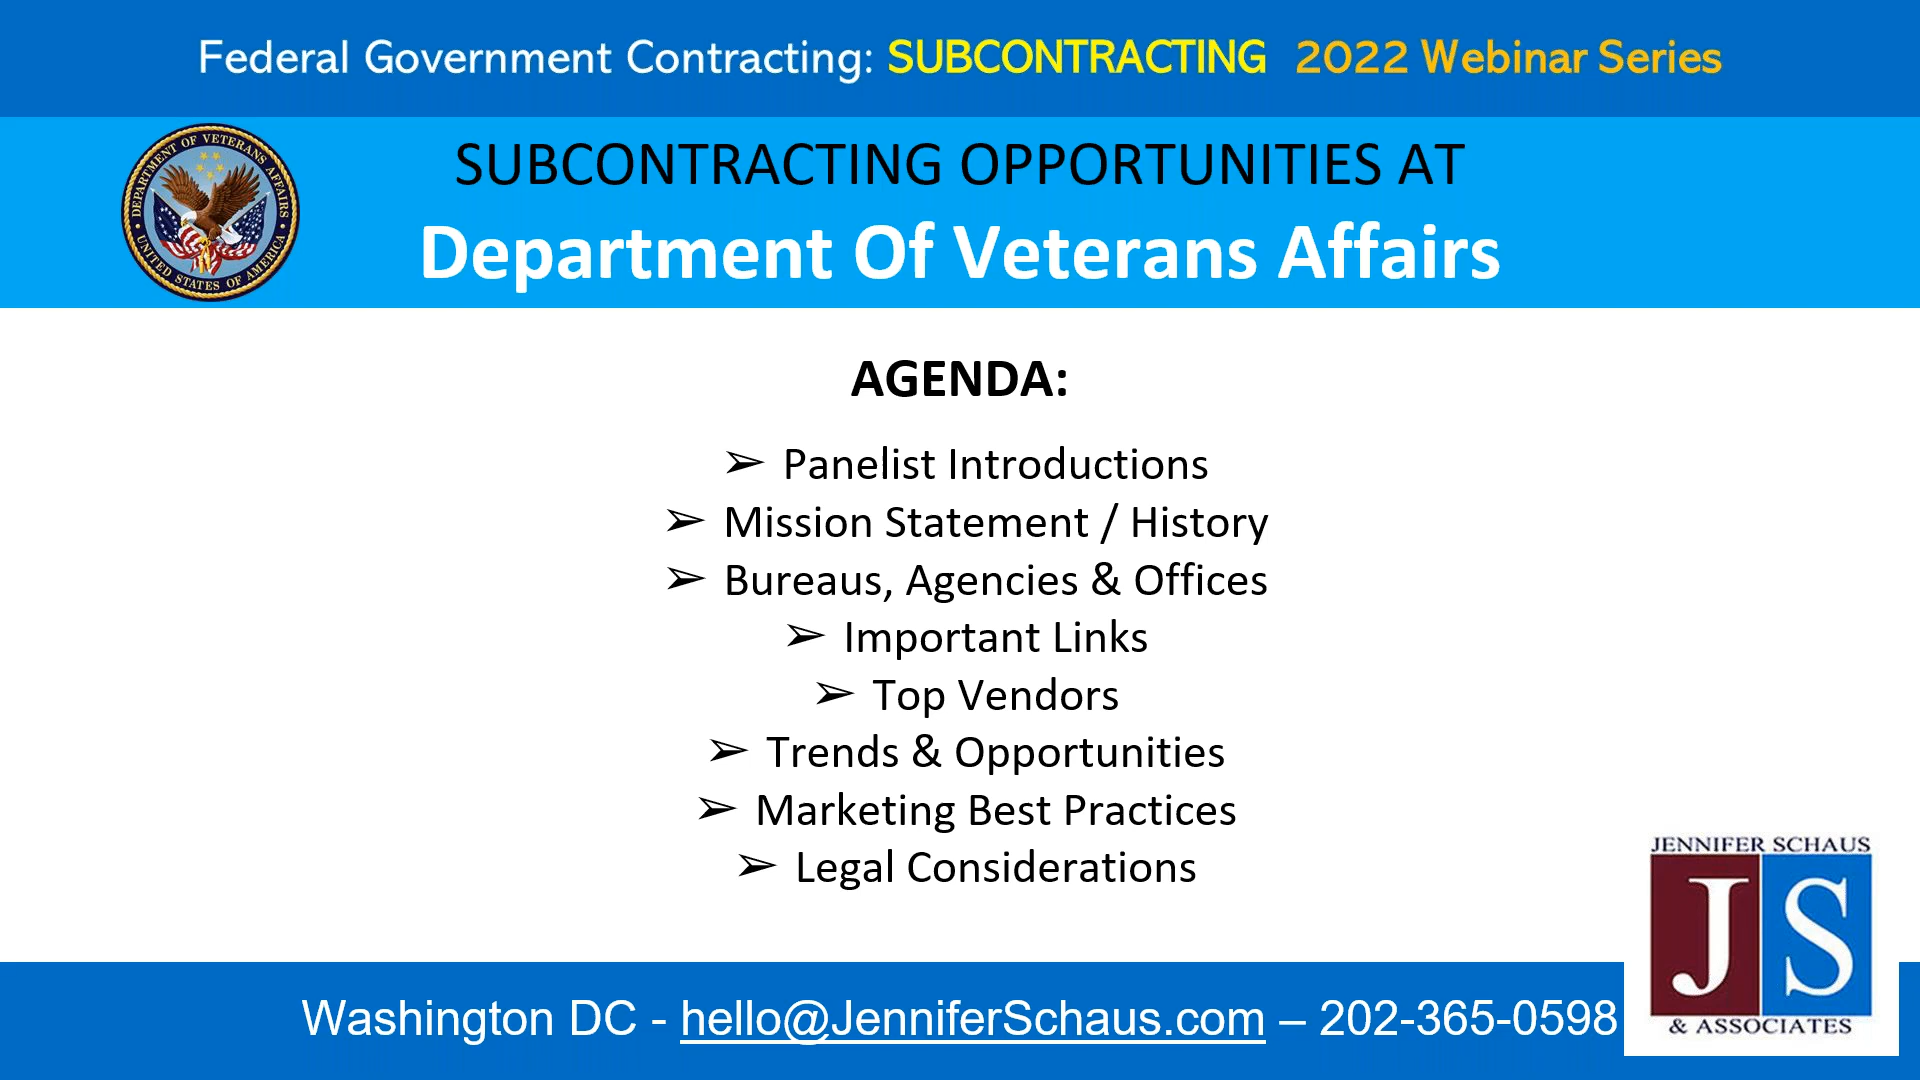 Federal Government Contracting: SUBCONTRACTING 2022 Webinar Series
SUBCONTRACTING OPPORTUNITIES AT
Department Of Veterans Affairs
DEPARTMENT OF VETERANS AFFAIRS
UNITED STATES OF AMERICA
AGENDA:
➢ Panelist Introductions
➢ Mission Statement / History
➢ Bureaus, Agencies & Offices
➢ Important Links
➢ Top Vendors
➢ Trends & Opportunities
➢ Marketing Best Practices
➢ Legal Considerations
JENNIFER SCHAUS
JS
& ASSOCIATES
Washington DC - hello@JenniferSchaus.com – 202-365-0598